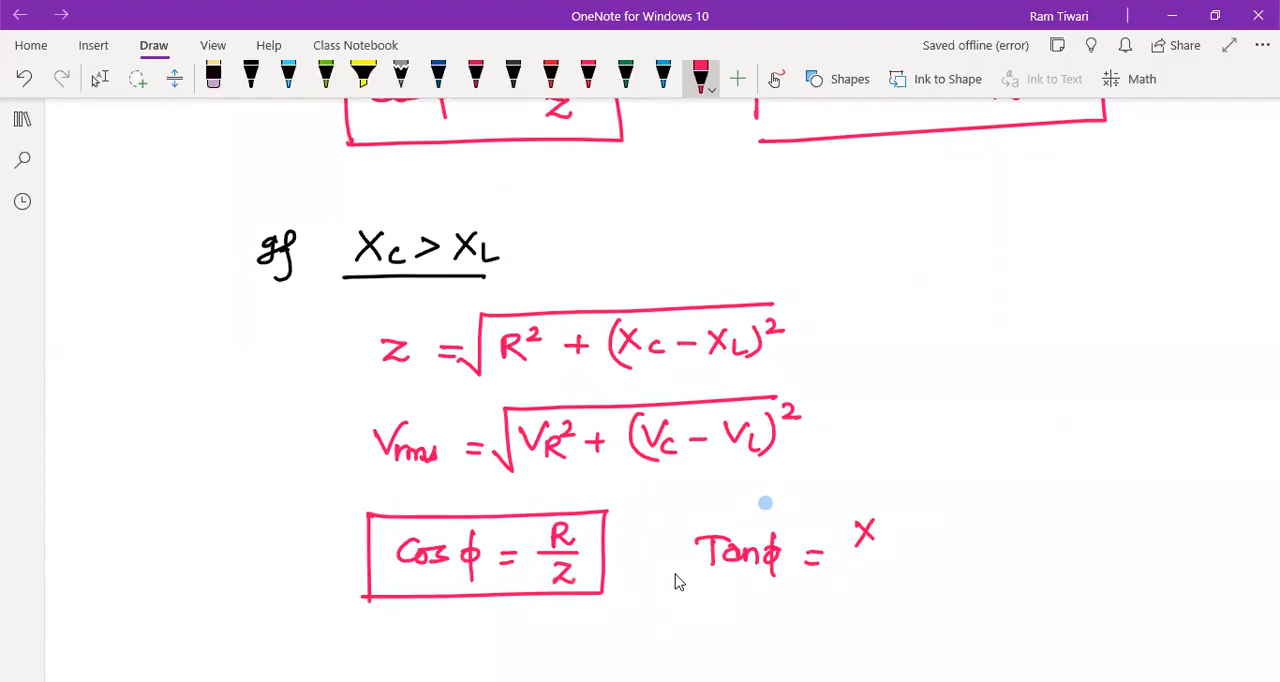 OneNote for Windows 10
Ram Tiwari
Home Insert Draw View Help Class Notebook
Saved offline (error) Share
Shapes Ink to Shape Ink to Text Math
Cos φ Z
If XC > XL
Z = √R² + (XC − XL)²
Vrms = √VR² + (VC − VL)²
Cos φ = R/Z Tan φ = X